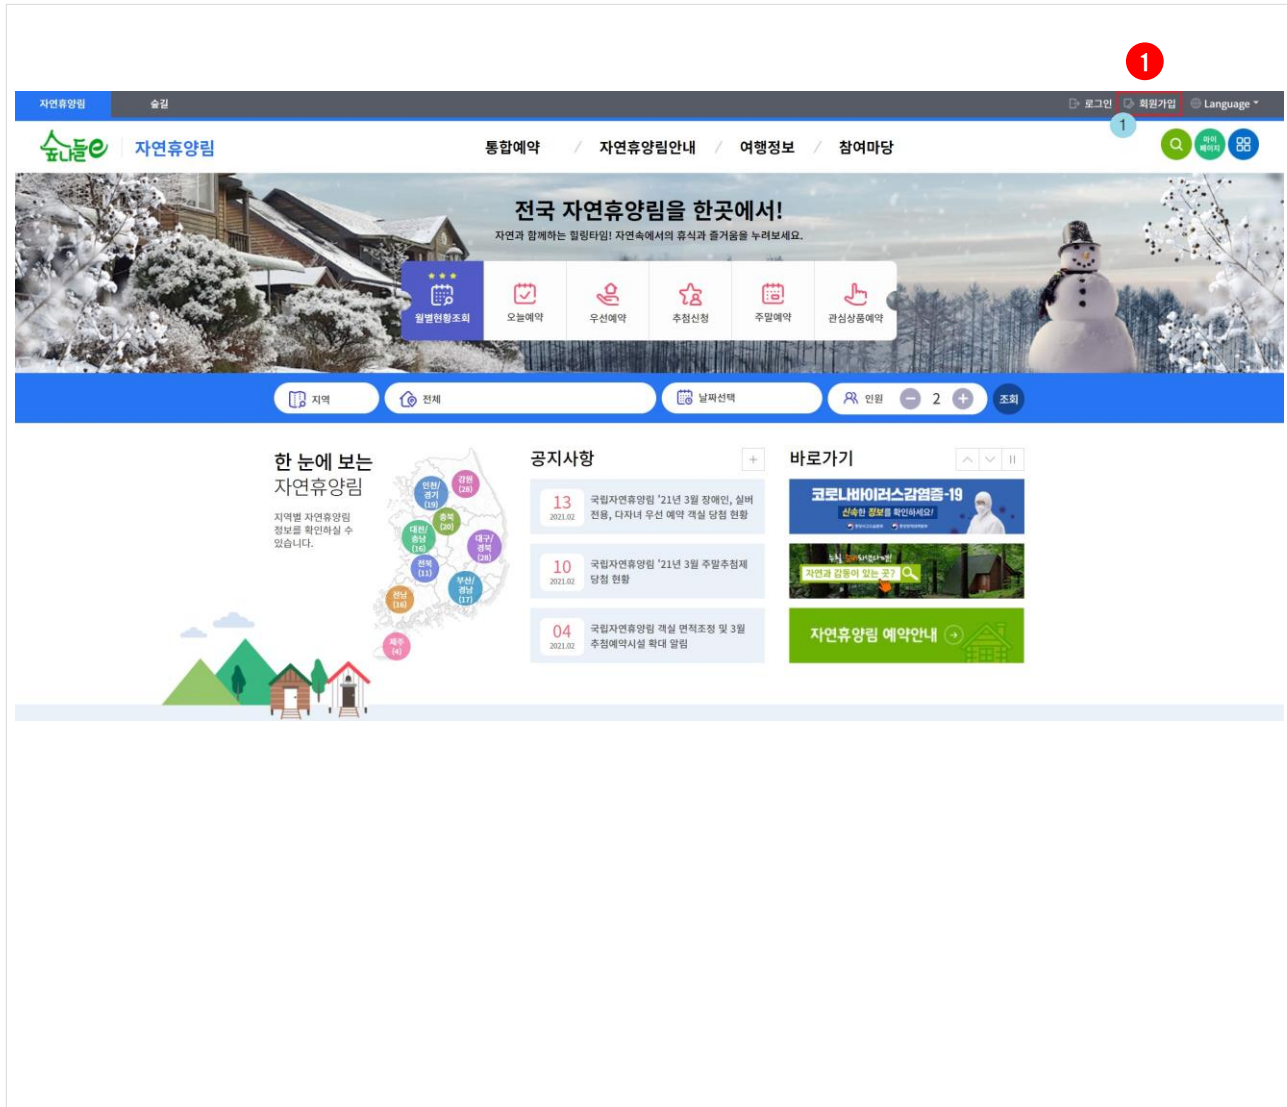 1
자연휴양림 숲길 로그인 회원가입 Language
1
숲나들e 자연휴양림 통합예약 / 자연휴양림안내 / 여행정보 / 참여마당 마이
페이지
전국 자연휴양림을 한곳에서!
자연과 함께하는 힐링타임! 자연속에서의 휴식과 즐거움을 누려보세요.
월별현황조회 오늘예약 우선예약 추첨신청 주말예약 관심상품예약
지역 전체 날짜선택 인원 - 2 + 조회
한 눈에 보는
자연휴양림
지역별 자연휴양림
정보를 확인하실 수
있습니다.
인천/
경기
(19)
강원
(28)
충북
(20)
대전/
충남
(16)
대구/
경북
(28)
전북
(11)
부산/
경남
(17)
전남
(18)
제주
(4)
공지사항 +
13
2021.02
국립자연휴양림 '21년 3월 장애인, 실버
전용, 다자녀 우선 예약 객실 당첨 현황
10
2021.02
국립자연휴양림 '21년 3월 주말추첨제
당첨 현황
04
2021.02
국립자연휴양림 객실 면적조정 및 3월
추첨예약시설 확대 알림
바로가기
코로나바이러스감염증-19
신속한 정보를 확인하세요!
자연과 감동이 있는 곳?
자연휴양림 예약안내